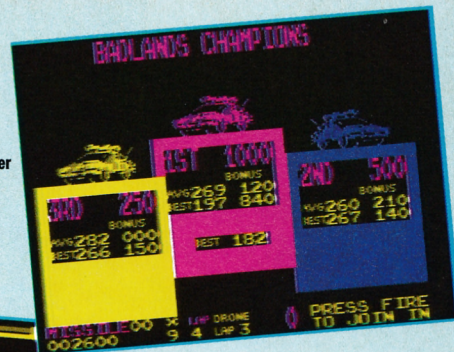 BADLANDS CHAMPIONS
1ST 1000
BONUS
AVG 269 120
BEST 197 840
BEST 182
2ND 500
BONUS
AVG 260 210
BEST 267 140
3RD 250
BONUS
AVG 282 000
BEST 266 150
MISSILE 00 X LAP DRONE
002600 9 4 LAP 3
PRESS FIRE
TO JOIN IN
er